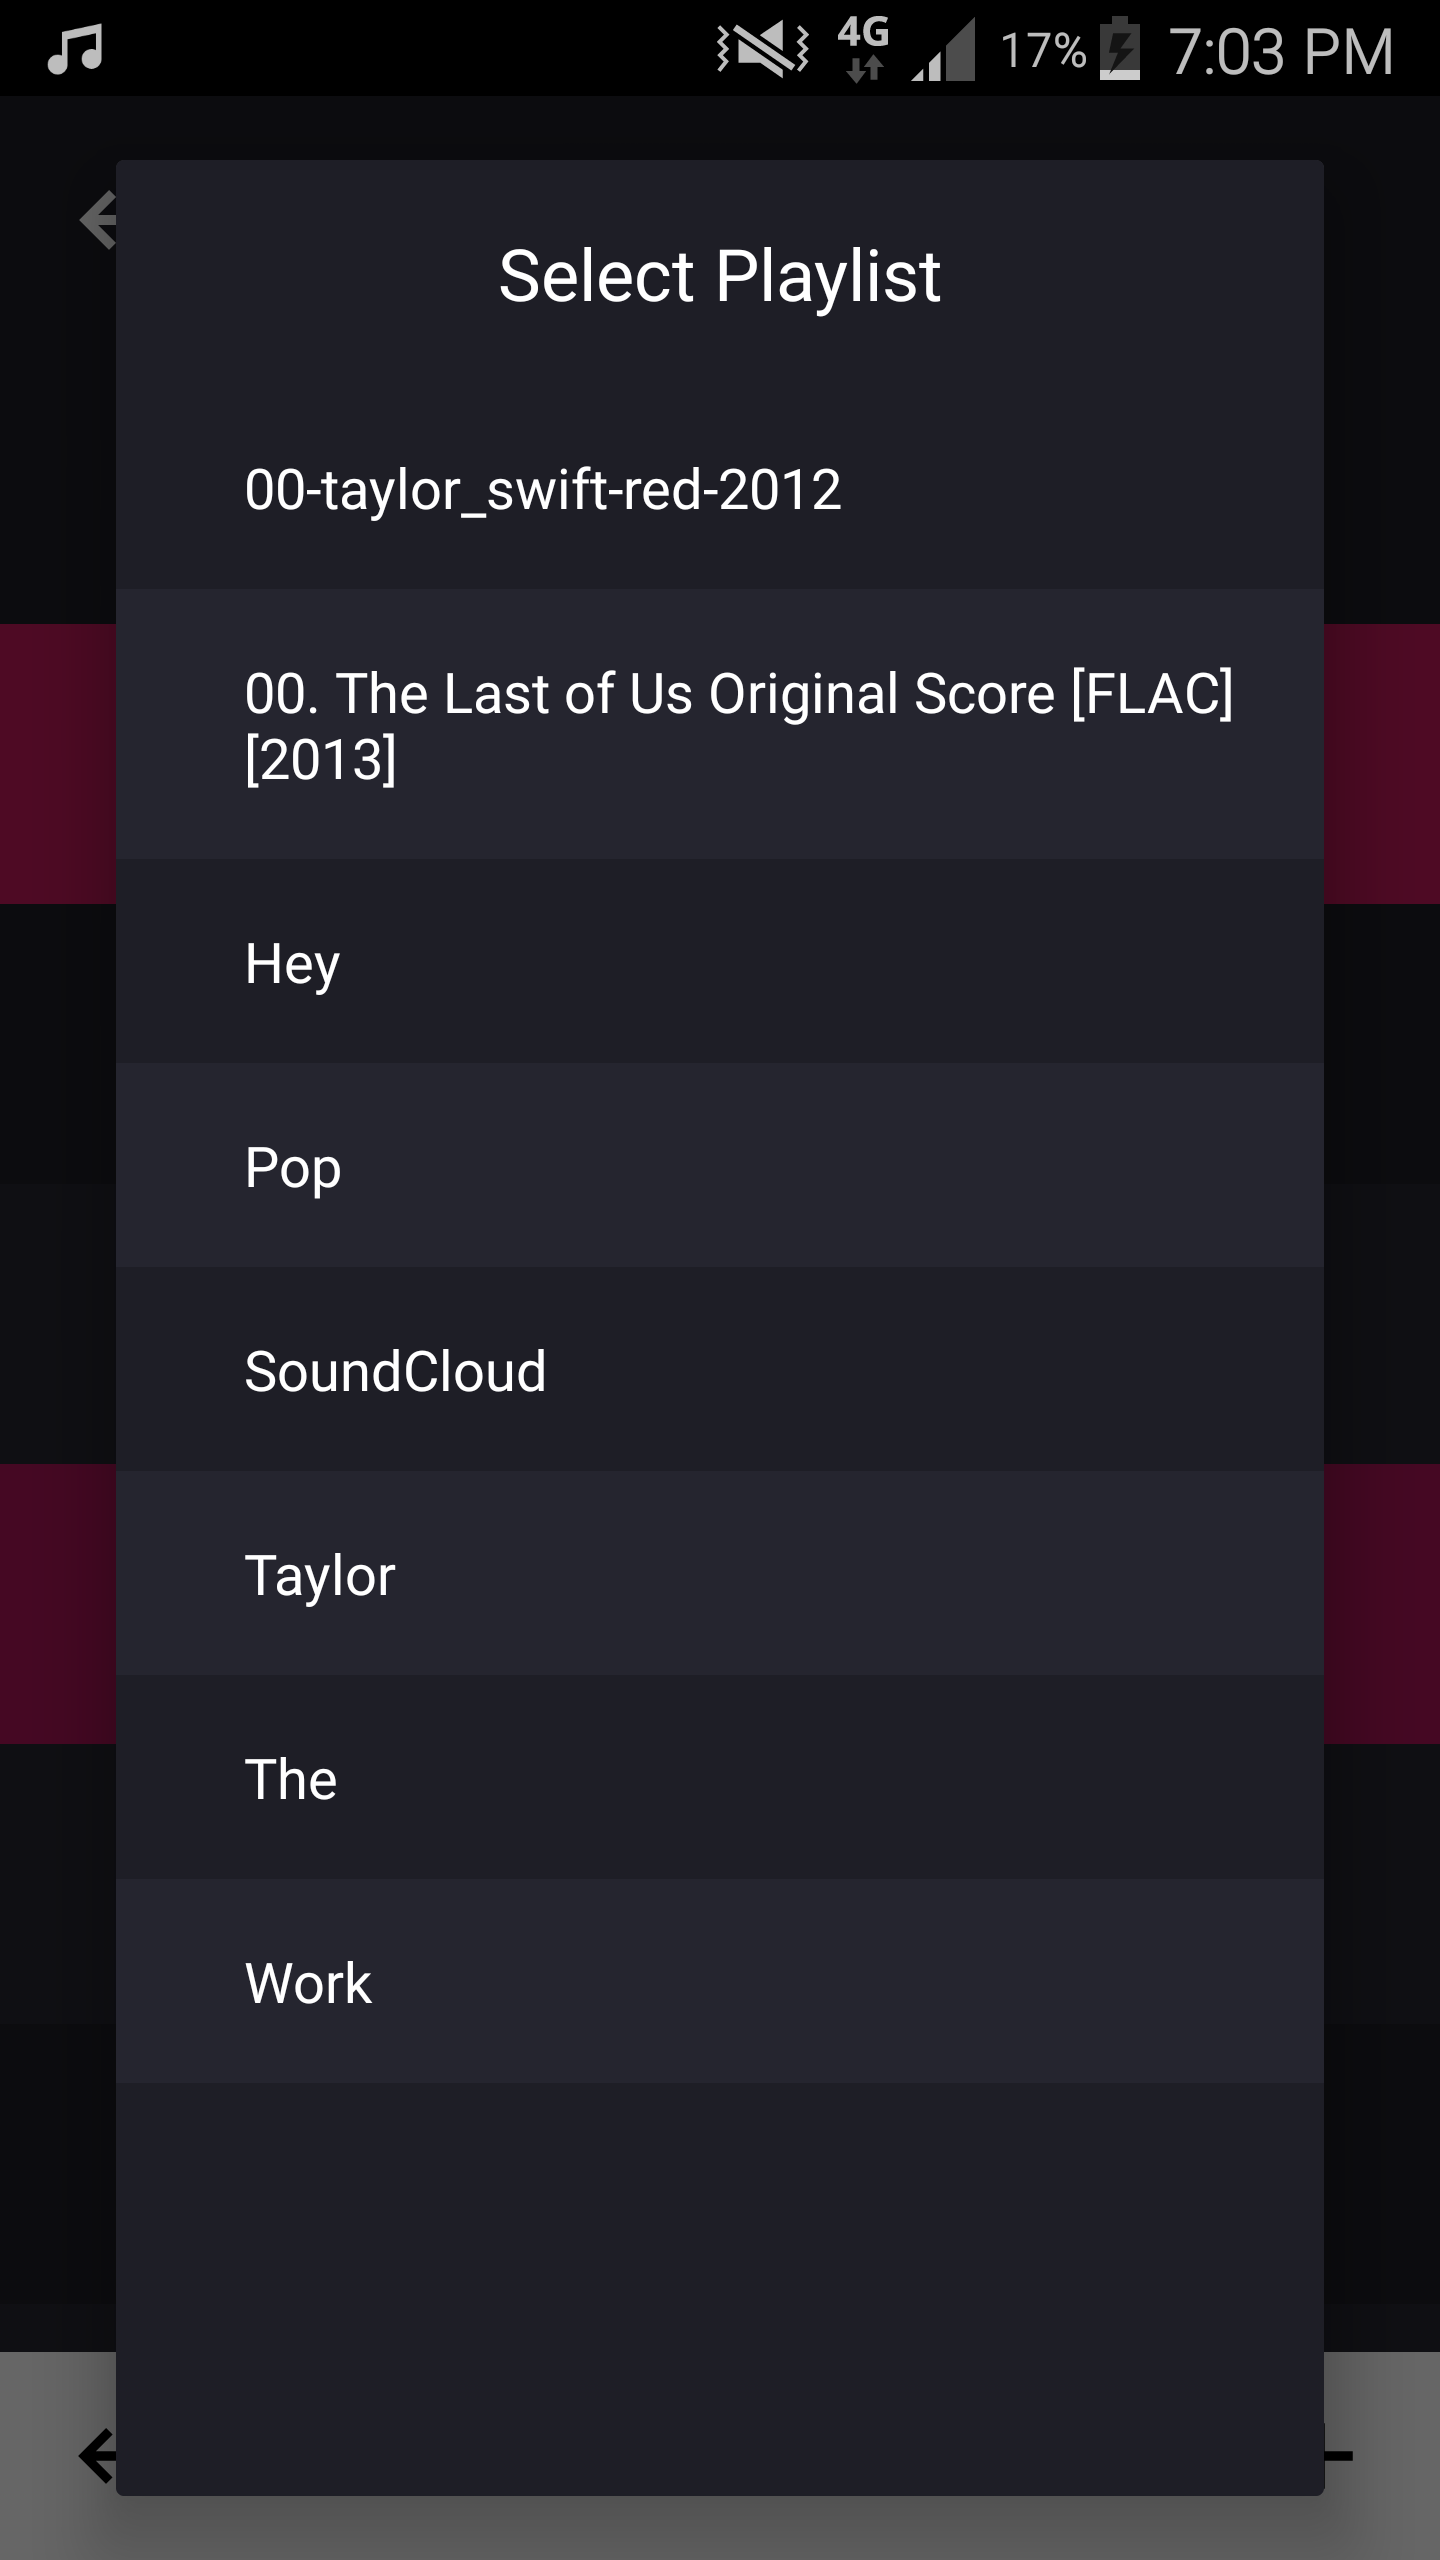 4G 17% 7:03 PM
Select Playlist
00-taylor_swift-red-2012
00. The Last of Us Original Score [FLAC]
[2013]
Hey
Pop
SoundCloud
Taylor
The
Work